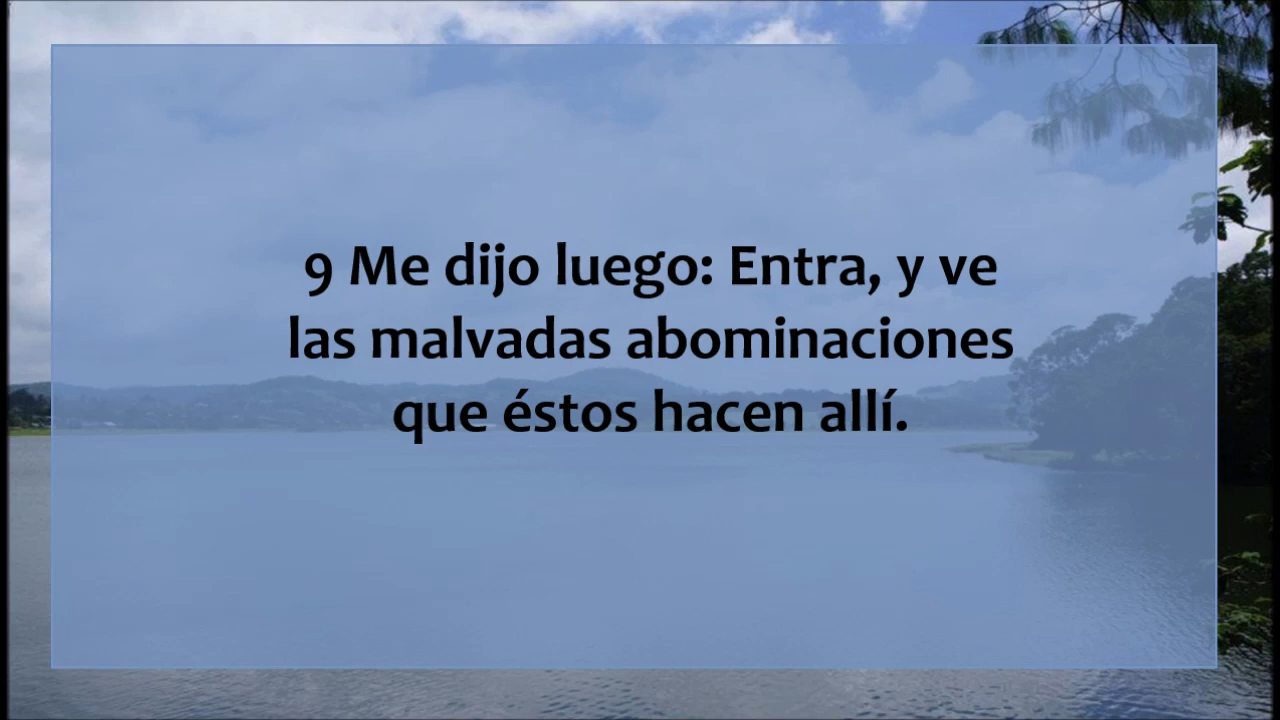 9 Me dijo luego: Entra, y ve
las malvadas abominaciones
que éstos hacen allí.